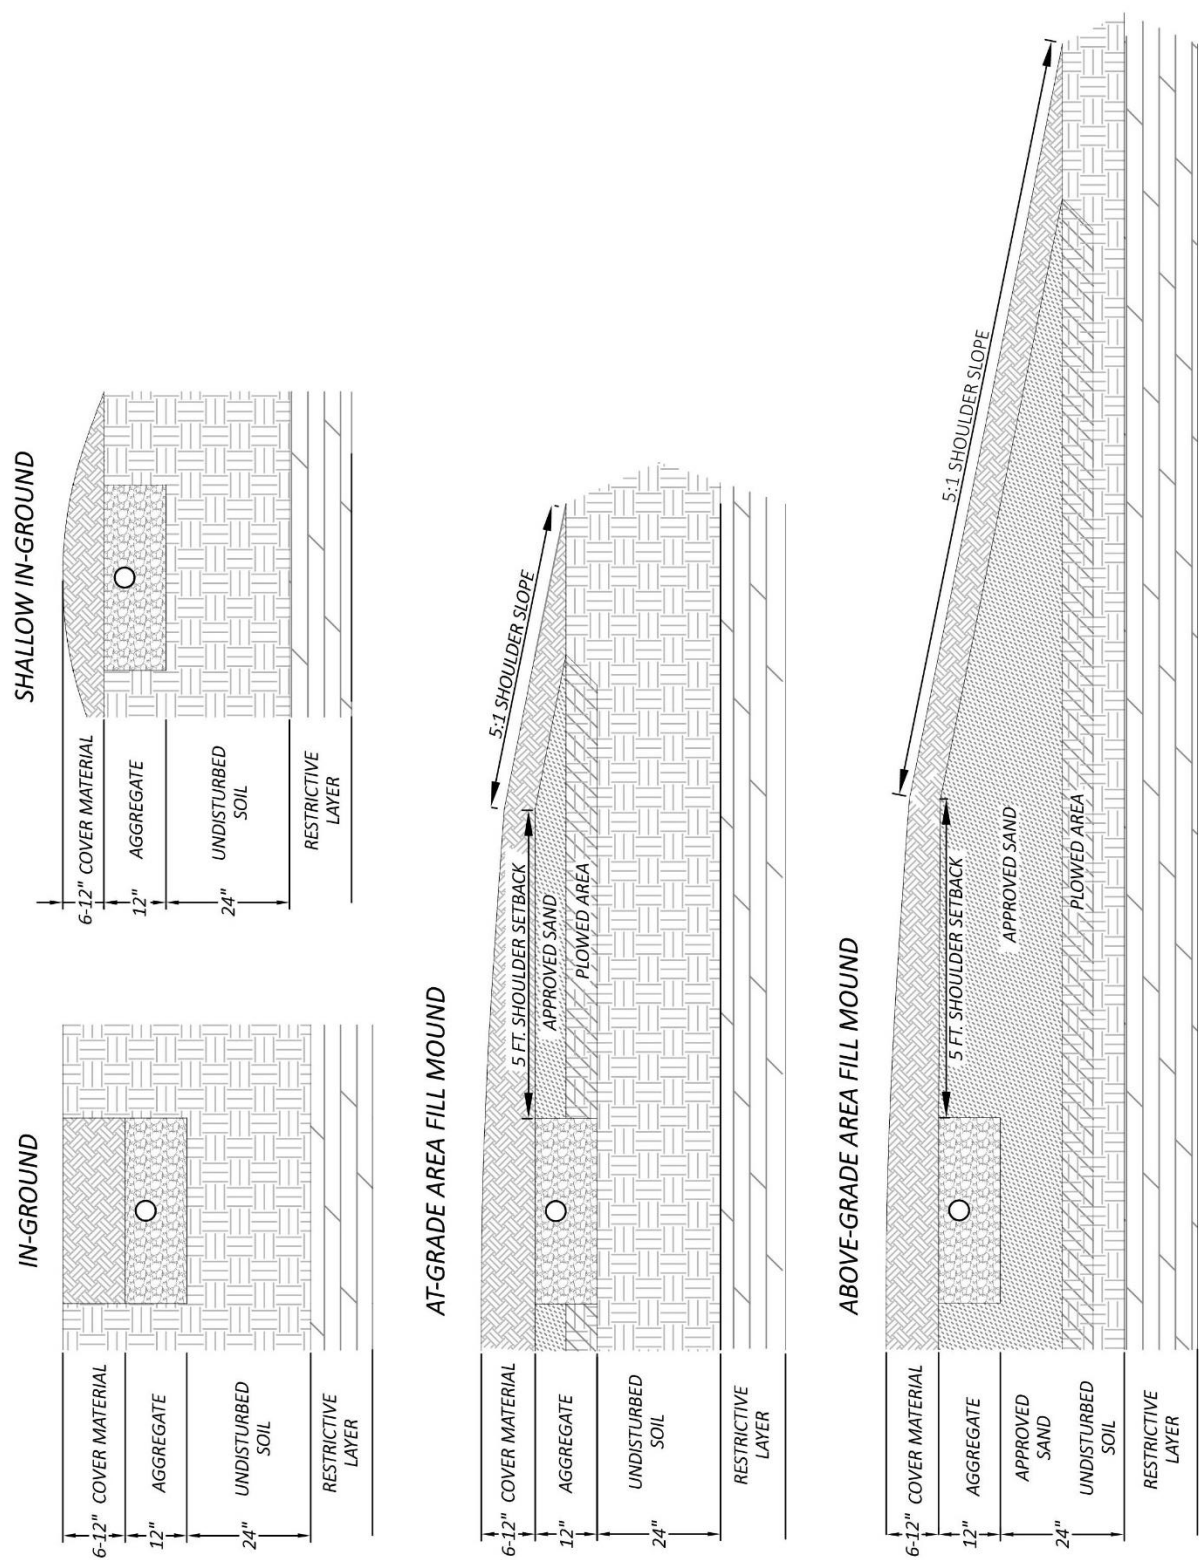 IN-GROUND
6-12" COVER MATERIAL
12"
AGGREGATE
24"
UNDISTURBED
SOIL
RESTRICTIVE
LAYER
SHALLOW IN-GROUND
6-12" COVER MATERIAL
12"
AGGREGATE
24"
UNDISTURBED
SOIL
RESTRICTIVE
LAYER
AT-GRADE AREA FILL MOUND
6-12" COVER MATERIAL
12"
AGGREGATE
24"
UNDISTURBED
SOIL
RESTRICTIVE
LAYER
5 FT. SHOULDER SETBACK
APPROVED SAND
PLOWED AREA
5:1 SHOULDER SLOPE
ABOVE-GRADE AREA FILL MOUND
6-12" COVER MATERIAL
12"
AGGREGATE
24"
APPROVED
SAND
UNDISTURBED
SOIL
RESTRICTIVE
LAYER
5 FT. SHOULDER SETBACK
APPROVED SAND
PLOWED AREA
5:1 SHOULDER SLOPE